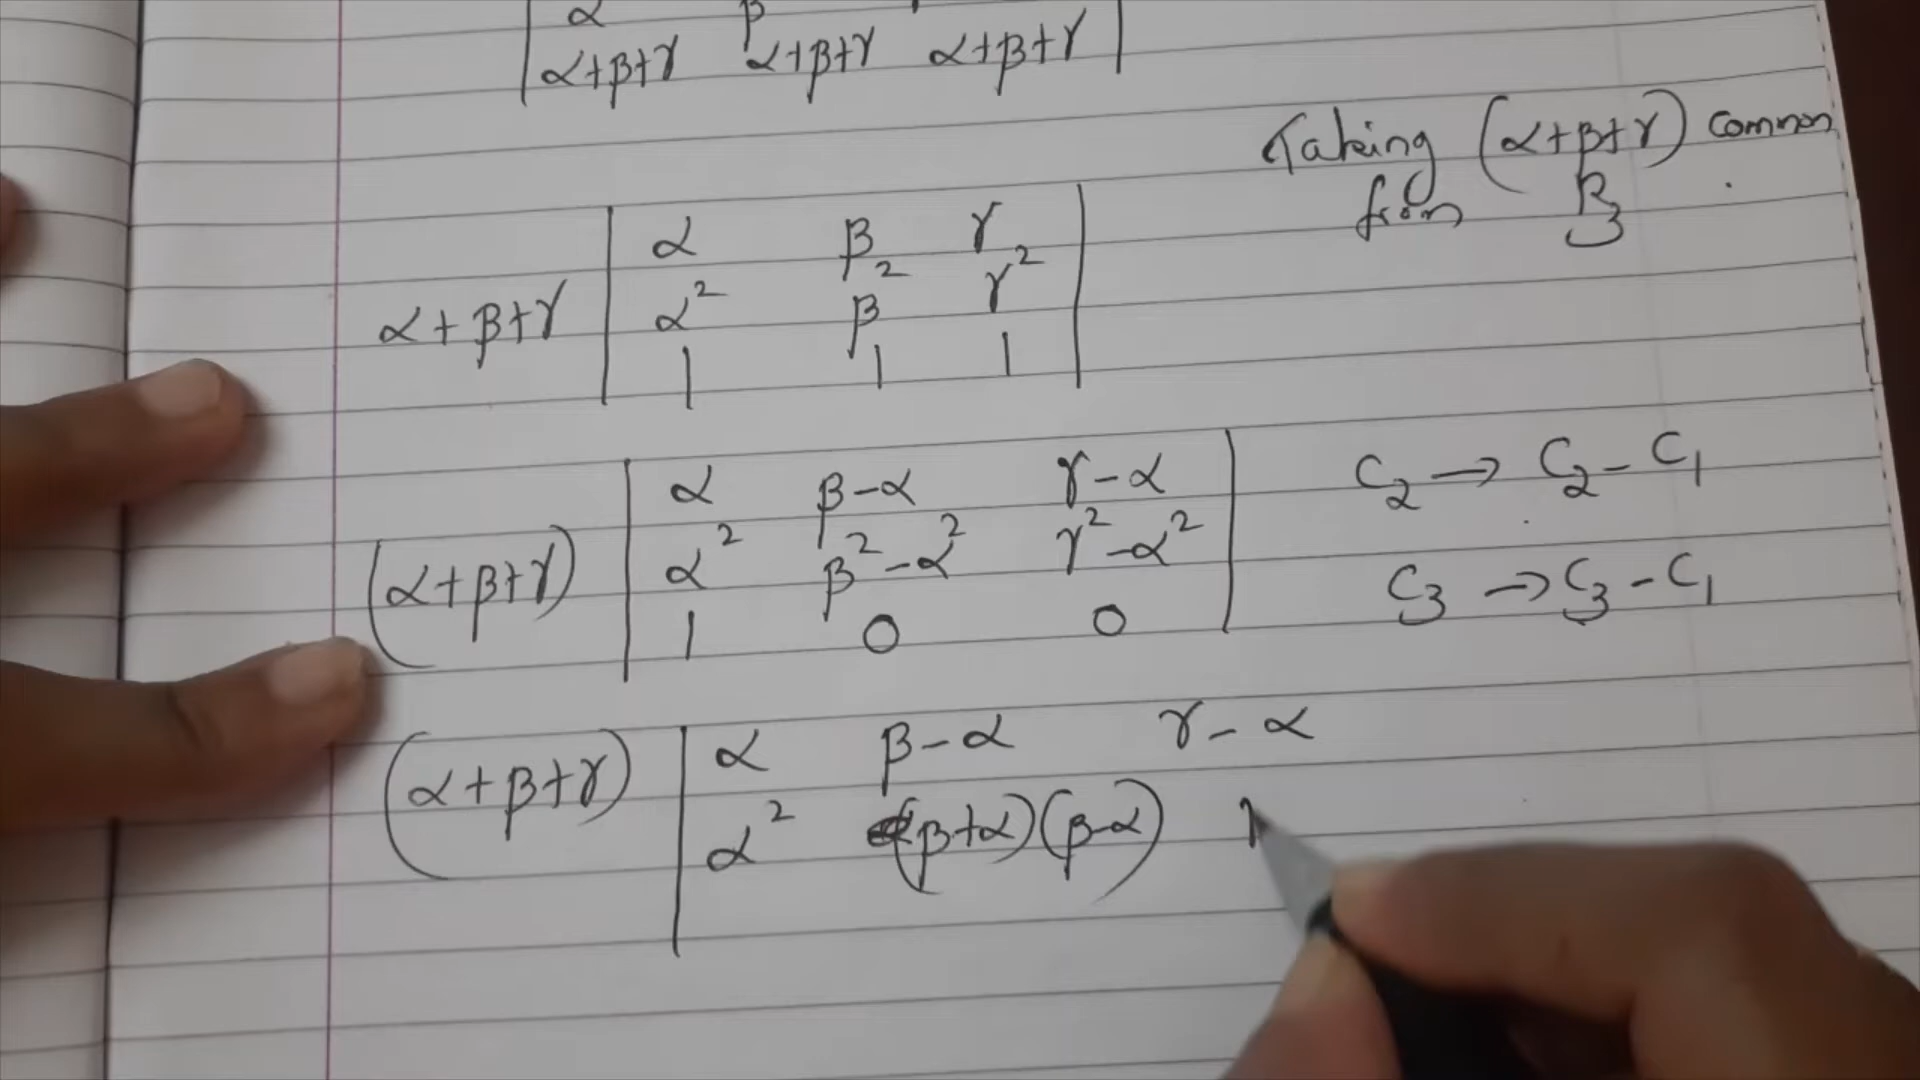 α β
α+β+γ α+β+γ α+β+γ
Taking (α+β+γ) common
from R₃
α β γ
α+β+γ α² β² γ²
1 1 1
α β-α γ-α C₂ → C₂ - C₁
(α+β+γ) α² β²-α² γ²-α²
1 0 0 C₃ → C₃ - C₁
(α+β+γ) α β-α γ-α
α² (β+α)(β-α)